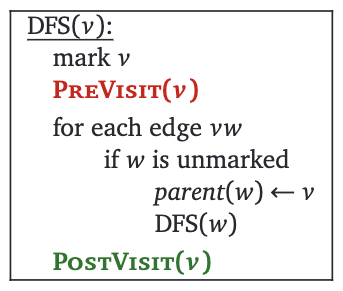 DFS(v):
mark v
PREVISIT(v)
for each edge vw
if w is unmarked
parent(w) ← v
DFS(w)
POSTVISIT(v)